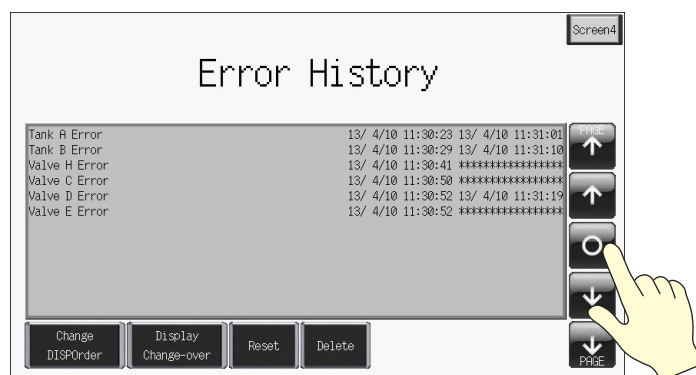 Screen4
Error History
Tank A Error 13/ 4/10 11:30:23 13/ 4/10 11:31:01
Tank B Error 13/ 4/10 11:30:29 13/ 4/10 11:31:10
Valve H Error 13/ 4/10 11:30:41 *****************
Valve C Error 13/ 4/10 11:30:50 *****************
Valve D Error 13/ 4/10 11:30:52 13/ 4/10 11:31:19
Valve E Error 13/ 4/10 11:30:52 *****************
PAGE
Change
DISPOrder
Display
Change-over
Reset
Delete
PAGE